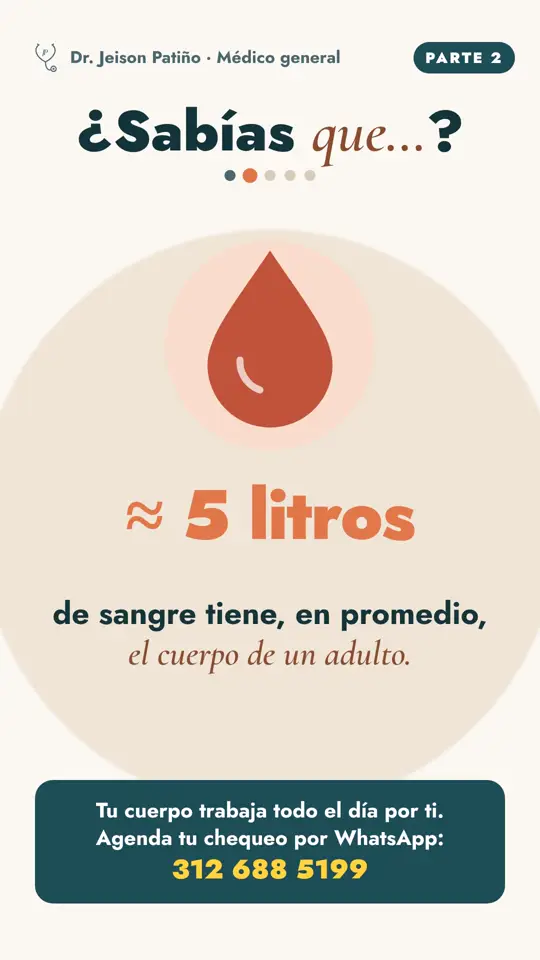 Dr. Jeison Patiño · Médico general
PARTE 2
¿Sabías que...?
≈ 5 litros
de sangre tiene, en promedio,
el cuerpo de un adulto.
Tu cuerpo trabaja todo el día por ti.
Agenda tu chequeo por WhatsApp:
312 688 5199